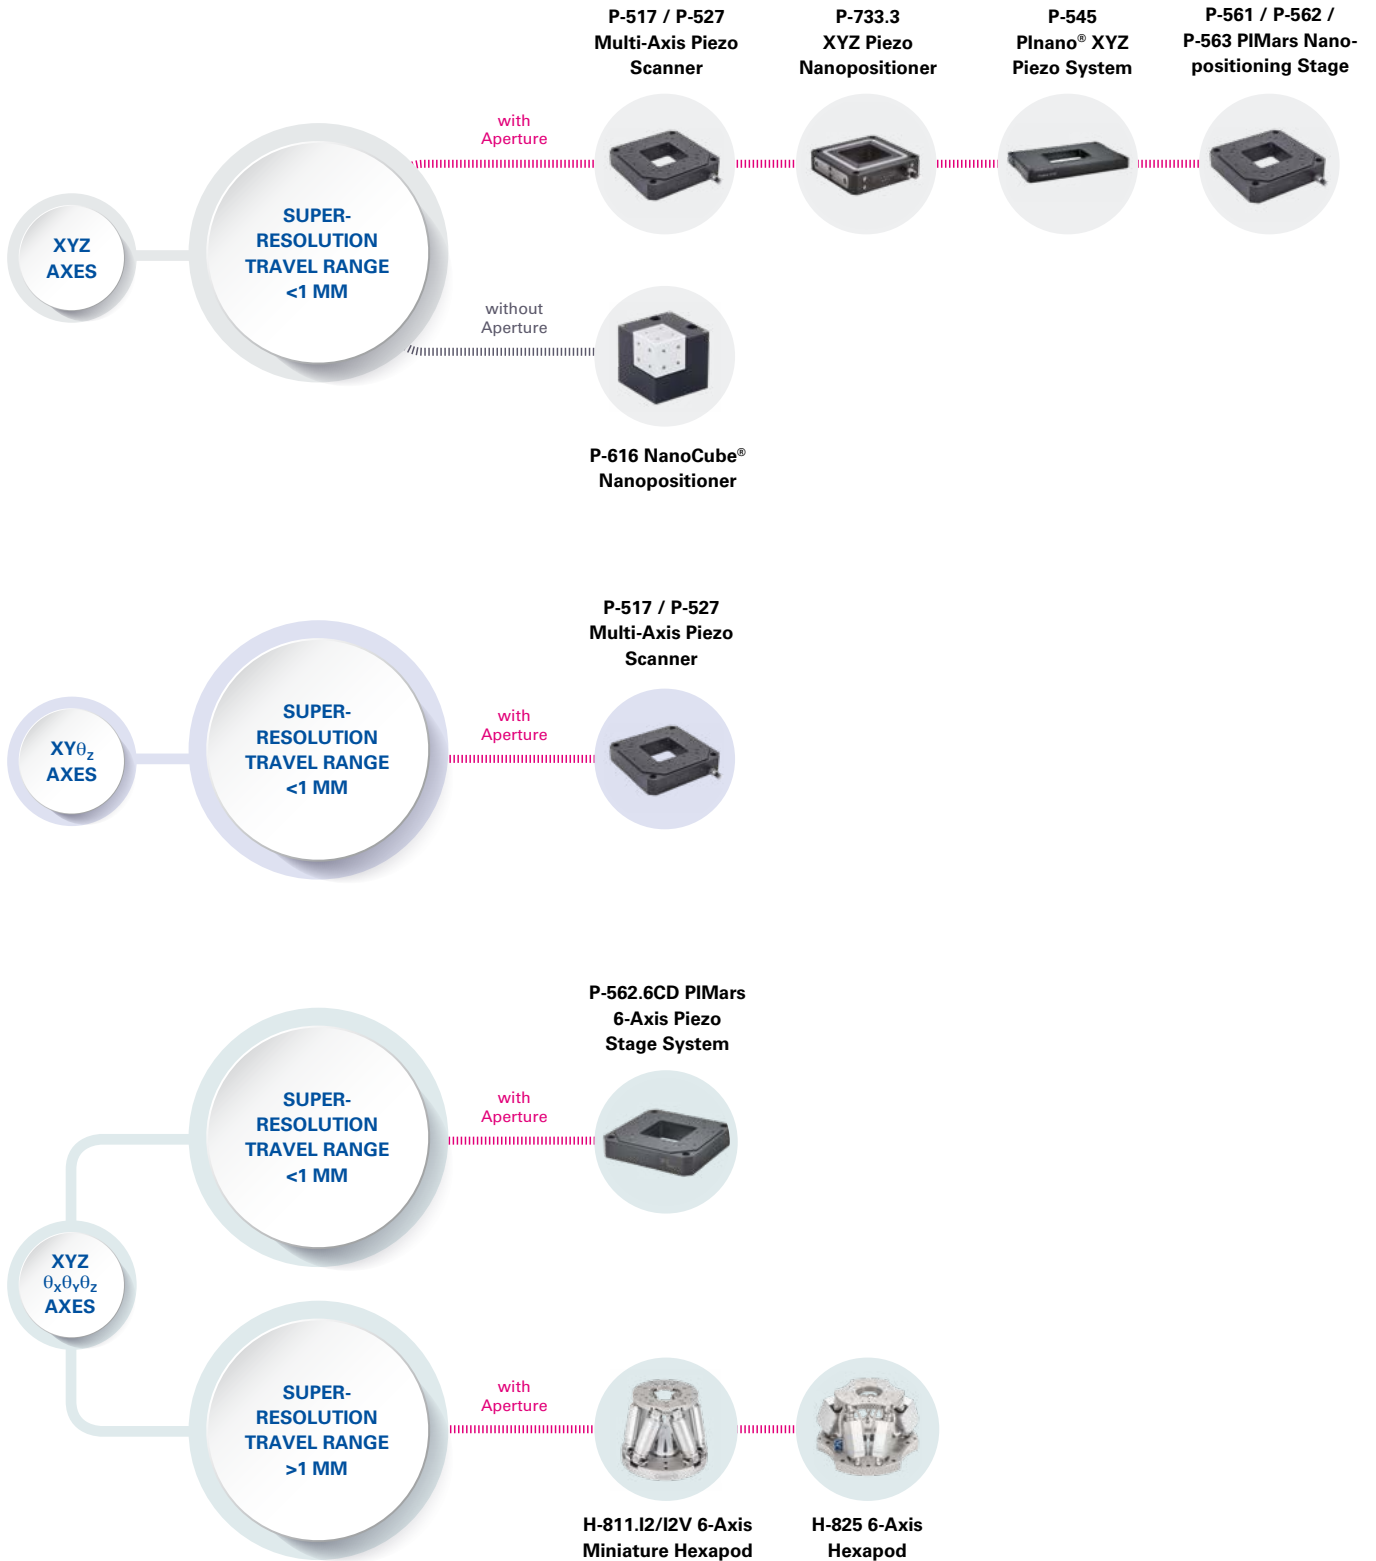 P-517 / P-527
Multi-Axis Piezo
Scanner
P-733.3
XYZ Piezo
Nanopositioner
P-545
PInano® XYZ
Piezo System
P-561 / P-562 /
P-563 PIMars Nano-
positioning Stage
with
Aperture
XYZ
AXES
SUPER-
RESOLUTION
TRAVEL RANGE
<1 MM
without
Aperture
P-616 NanoCube®
Nanopositioner
P-517 / P-527
Multi-Axis Piezo
Scanner
XYθz
AXES
SUPER-
RESOLUTION
TRAVEL RANGE
<1 MM
with
Aperture
P-562.6CD PIMars
6-Axis Piezo
Stage System
SUPER-
RESOLUTION
TRAVEL RANGE
<1 MM
with
Aperture
XYZ
θXθYθZ
AXES
SUPER-
RESOLUTION
TRAVEL RANGE
>1 MM
with
Aperture
H-811.I2/I2V 6-Axis
Miniature Hexapod
H-825 6-Axis
Hexapod